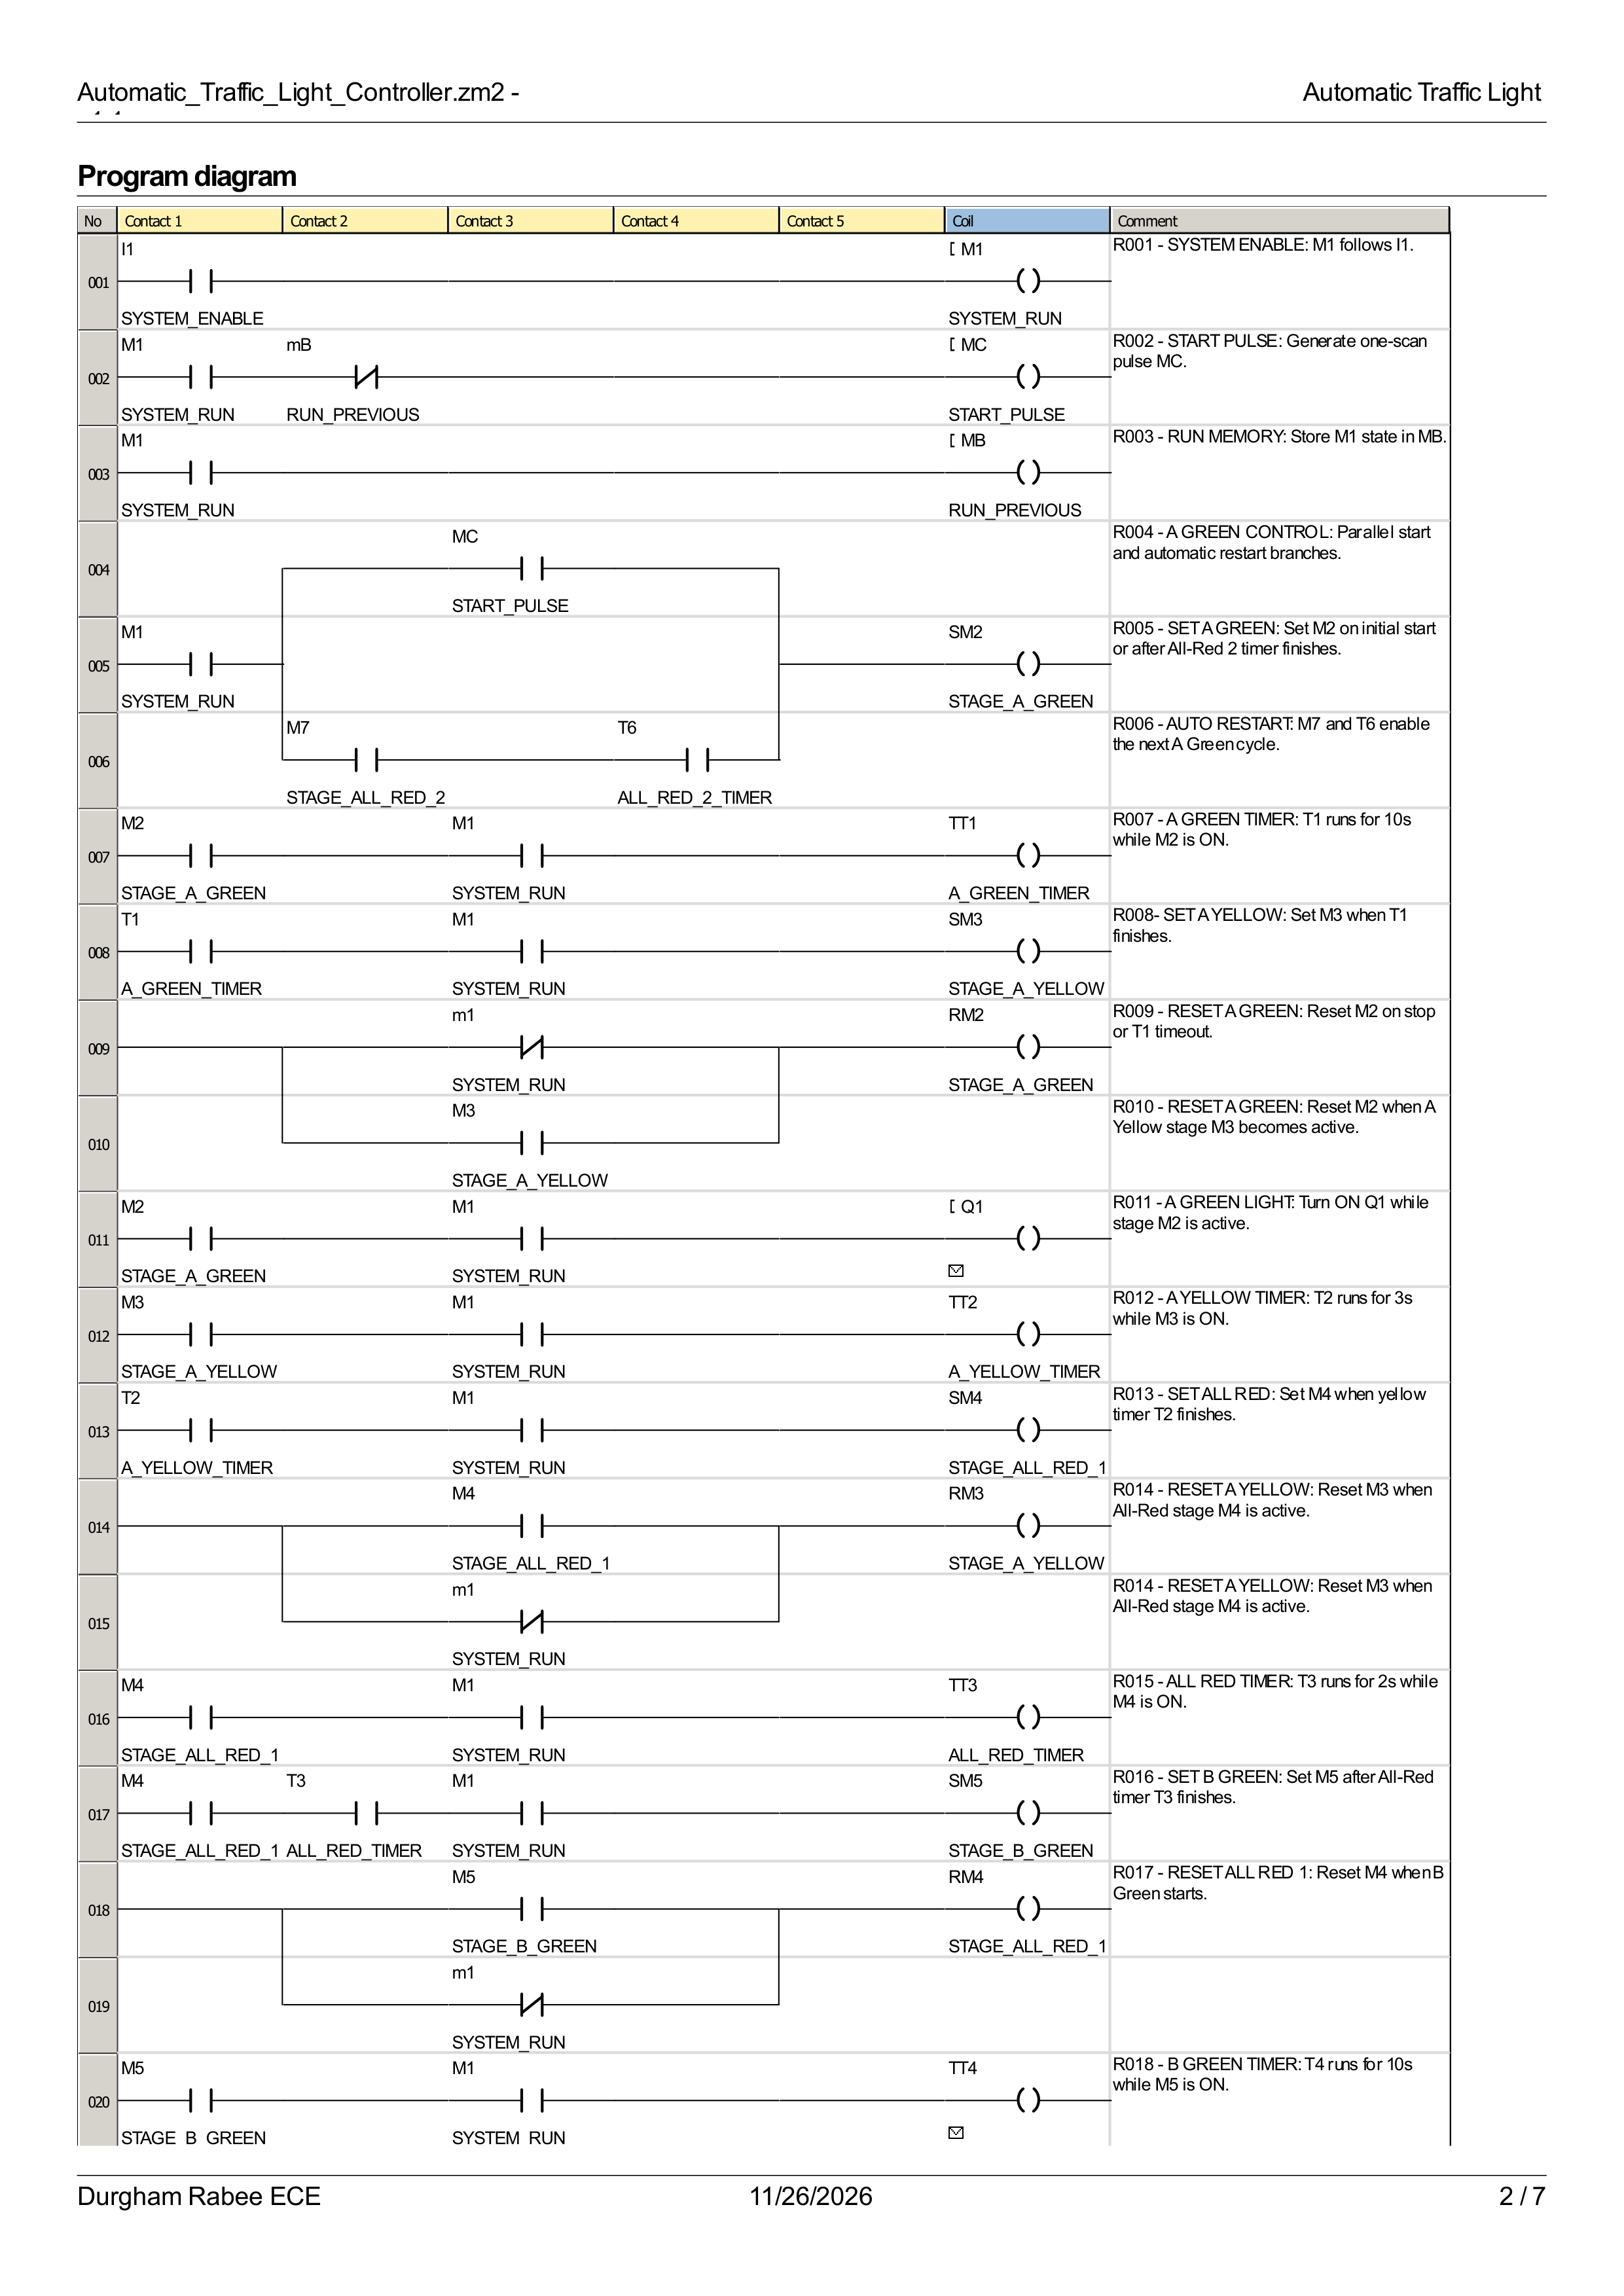 Automatic_Traffic_Light_Controller.zm2 -
Automatic Traffic Light
Program diagram
No Contact 1 Contact 2 Contact 3 Contact 4 Contact 5 Coil Comment
I1 [ M1 R001 - SYSTEM ENABLE: M1 follows I1.
001
SYSTEM_ENABLE SYSTEM_RUN
M1 mB [ MC R002 - START PULSE: Generate one-scan
pulse MC.
002
SYSTEM_RUN RUN_PREVIOUS START_PULSE
M1 [ MB R003 - RUN MEMORY: Store M1 state in MB.
003
SYSTEM_RUN RUN_PREVIOUS
MC R004 - A GREEN CONTROL: Parallel start
and automatic restart branches.
004
START_PULSE
M1 SM2 R005 - SET A GREEN: Set M2 on initial start
or after All-Red 2 timer finishes.
005
SYSTEM_RUN STAGE_A_GREEN
M7 T6 R006 - AUTO RESTART: M7 and T6 enable
the next A Green cycle.
006
STAGE_ALL_RED_2 ALL_RED_2_TIMER
M2 M1 TT1 R007 - A GREEN TIMER: T1 runs for 10s
while M2 is ON.
007
STAGE_A_GREEN SYSTEM_RUN A_GREEN_TIMER
T1 M1 SM3 R008- SET A YELLOW: Set M3 when T1
finishes.
008
A_GREEN_TIMER SYSTEM_RUN STAGE_A_YELLOW
m1 RM2 R009 - RESET A GREEN: Reset M2 on stop
or T1 timeout.
009
SYSTEM_RUN STAGE_A_GREEN
M3 R010 - RESET A GREEN: Reset M2 when A
Yellow stage M3 becomes active.
010
STAGE_A_YELLOW
M2 M1 [ Q1 R011 - A GREEN LIGHT: Turn ON Q1 while
stage M2 is active.
011
STAGE_A_GREEN SYSTEM_RUN
M3 M1 TT2 R012 - A YELLOW TIMER: T2 runs for 3s
while M3 is ON.
012
STAGE_A_YELLOW SYSTEM_RUN A_YELLOW_TIMER
T2 M1 SM4 R013 - SET ALL RED: Set M4 when yellow
timer T2 finishes.
013
A_YELLOW_TIMER SYSTEM_RUN STAGE_ALL_RED_1
M4 RM3 R014 - RESET A YELLOW: Reset M3 when
All-Red stage M4 is active.
014
STAGE_ALL_RED_1 STAGE_A_YELLOW
m1 R014 - RESET A YELLOW: Reset M3 when
All-Red stage M4 is active.
015
SYSTEM_RUN
M4 M1 TT3 R015 - ALL RED TIMER: T3 runs for 2s while
M4 is ON.
016
STAGE_ALL_RED_1 SYSTEM_RUN ALL_RED_TIMER
M4 T3 M1 SM5 R016 - SET B GREEN: Set M5 after All-Red
timer T3 finishes.
017
STAGE_ALL_RED_1 ALL_RED_TIMER SYSTEM_RUN STAGE_B_GREEN
M5 RM4 R017 - RESET ALL RED 1: Reset M4 when B
Green starts.
018
STAGE_B_GREEN STAGE_ALL_RED_1
m1
019
SYSTEM_RUN
M5 M1 TT4 R018 - B GREEN TIMER: T4 runs for 10s
while M5 is ON.
020
STAGE_B_GREEN SYSTEM_RUN
Durgham Rabee ECE 11/26/2026 2 / 7